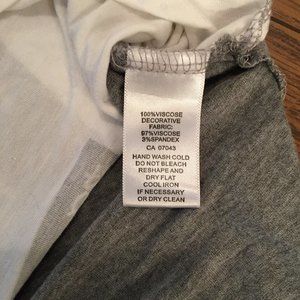 100%VISCOSE
DECORATIVE
FABRIC:
97%VISCOSE
3%SPANDEX
CA 07043
HAND WASH COLD
DO NOT BLEACH
RESHAPE AND
DRY FLAT
COOL IRON
IF NECESSARY
OR DRY CLEAN